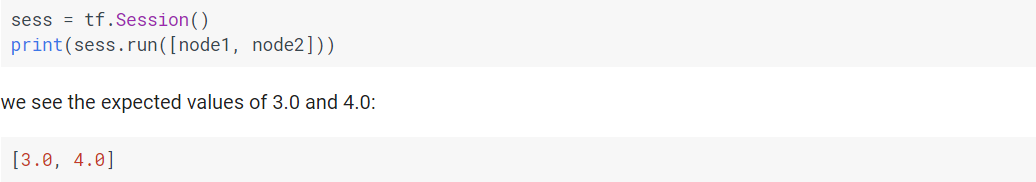 sess = tf.Session()
print(sess.run([node1, node2]))
we see the expected values of 3.0 and 4.0:
[3.0, 4.0]